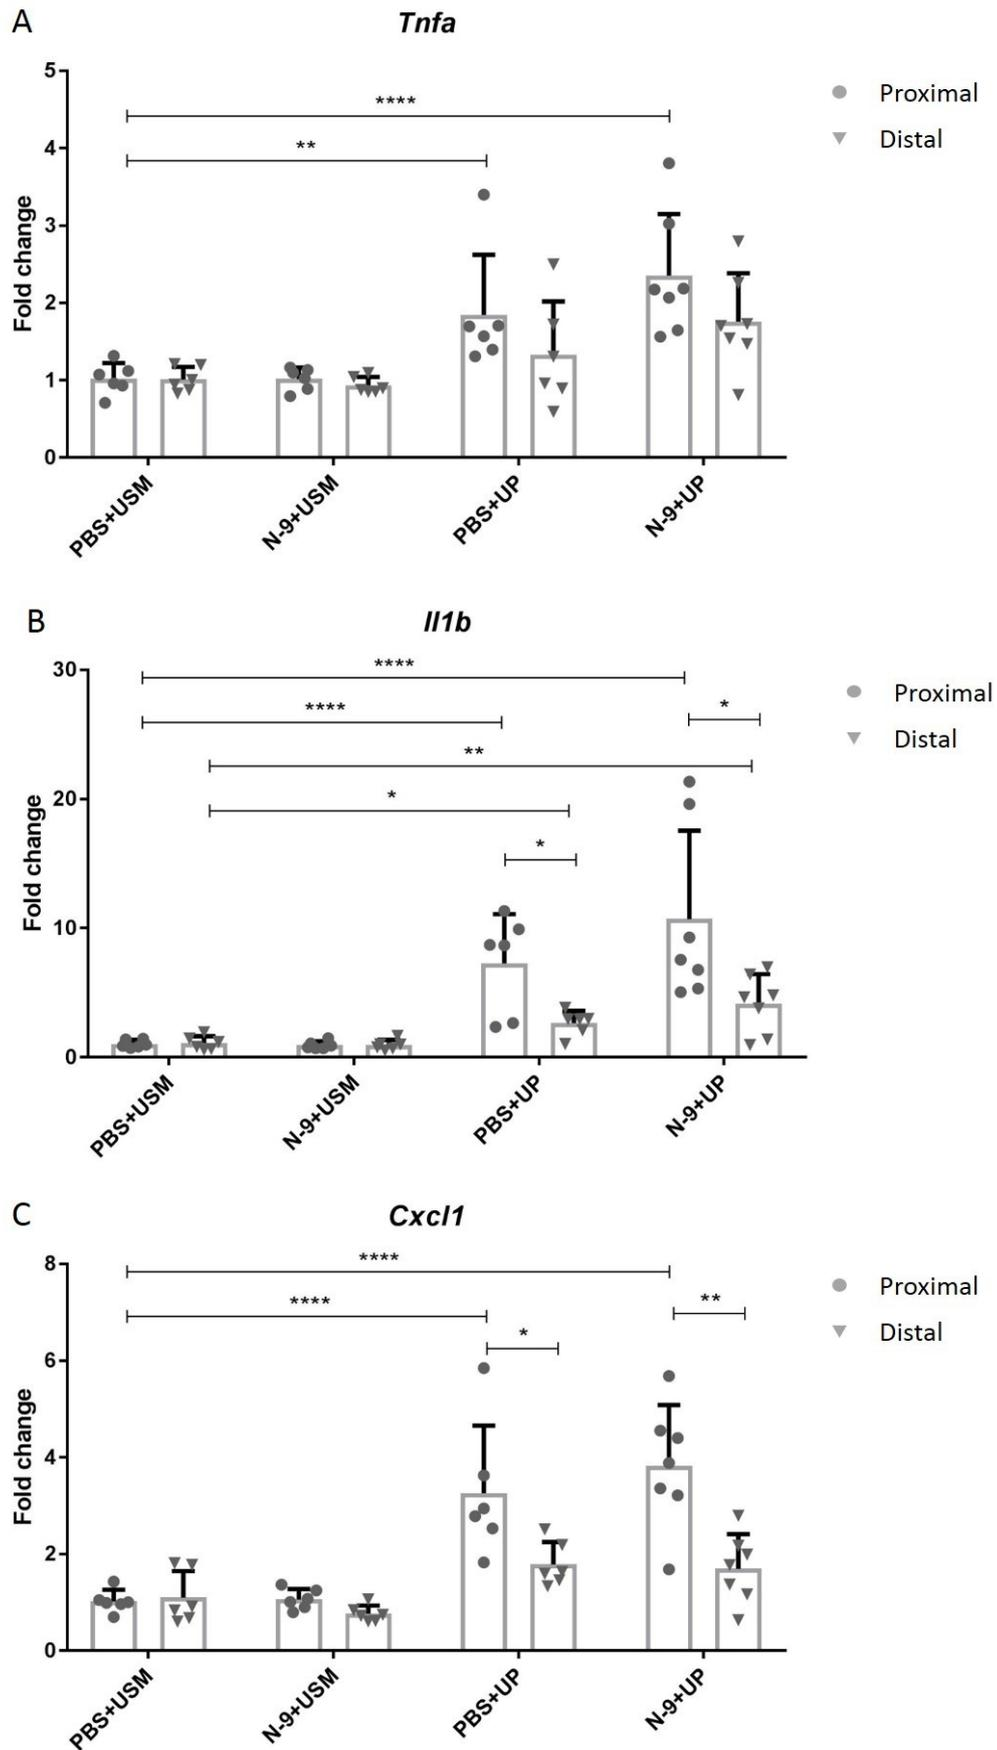 A
Tnfa
5
4
3
2
1
0
Fold change
****
**
Proximal
Distal
PBS+USM
N-9+USM
PBS+UP
N-9+UP
B
Il1b
30
20
10
0
Fold change
****
****
*
**
*
*
Proximal
Distal
PBS+USM
N-9+USM
PBS+UP
N-9+UP
C
Cxcl1
8
6
4
2
0
Fold change
****
****
**
*
Proximal
Distal
PBS+USM
N-9+USM
PBS+UP
N-9+UP